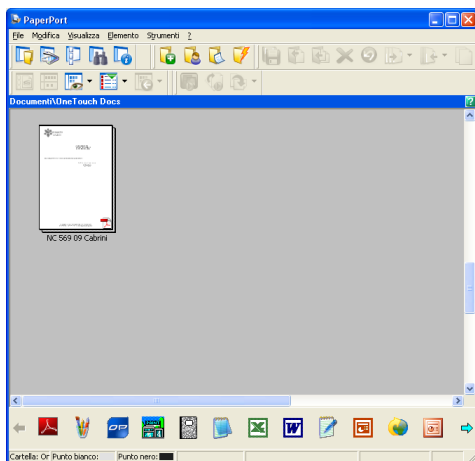 PaperPort
File Modifica Visualizza Elemento Strumenti ?
Documenti\OneTouch Docs
NC 569 09 Cabrini
OP
W
Cartella: Or Punto bianco: Punto nero: